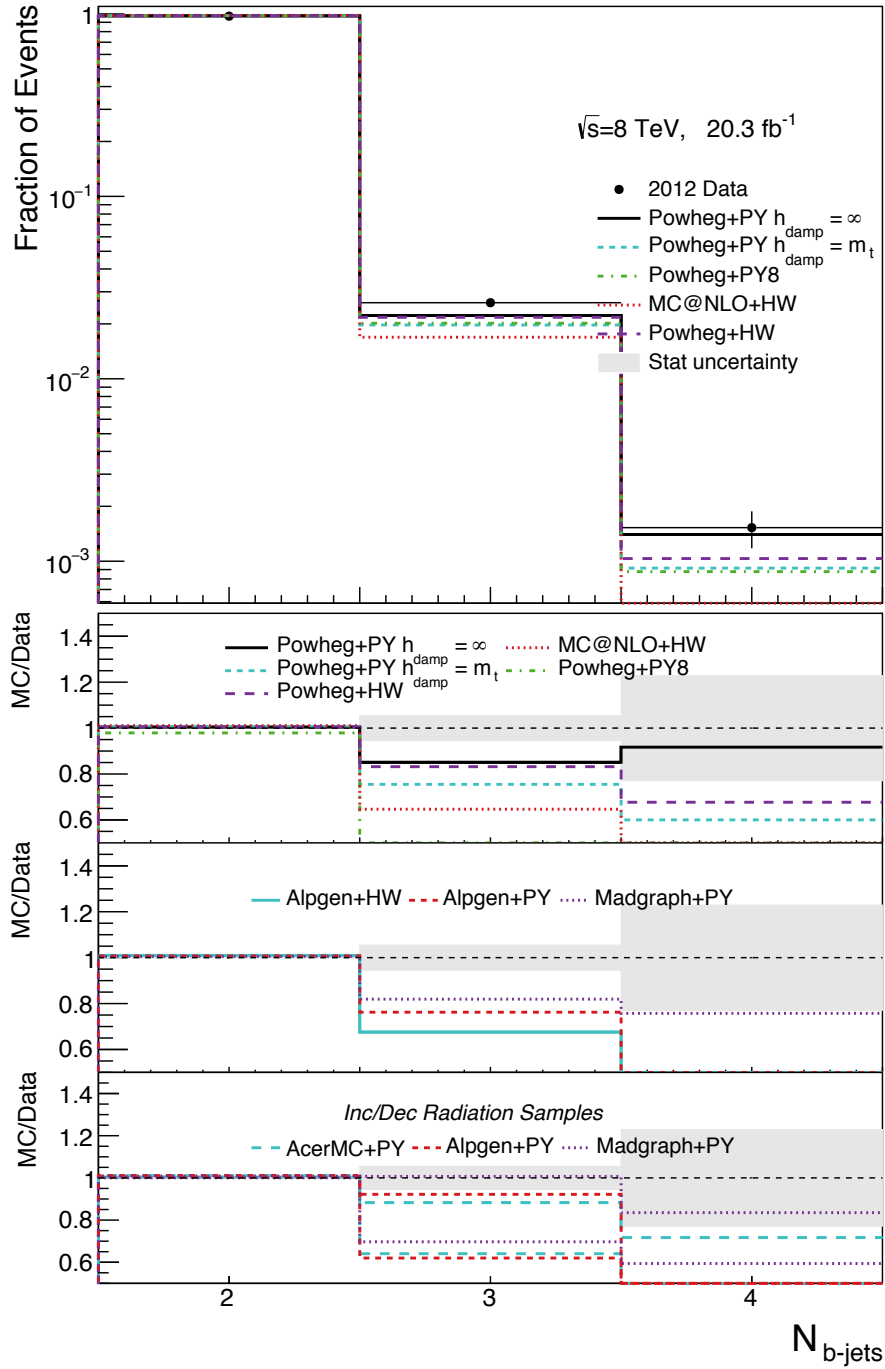 Fraction of Events
1
10⁻¹
10⁻²
10⁻³
√s=8 TeV, 20.3 fb⁻¹
2012 Data
Powheg+PY h_damp = ∞
Powheg+PY h_damp = m_t
Powheg+PY8
MC@NLO+HW
Powheg+HW
Stat uncertainty
MC/Data
1.4
1.2
1
0.8
0.6
Powheg+PY h_damp = ∞ MC@NLO+HW
Powheg+PY h_damp = m_t Powheg+PY8
Powheg+HW
MC/Data
1.4
1.2
1
0.8
0.6
Alpgen+HW Alpgen+PY Madgraph+PY
MC/Data
1.4
1.2
1
0.8
0.6
Inc/Dec Radiation Samples
AcerMC+PY Alpgen+PY Madgraph+PY
2 3 4
N_b-jets